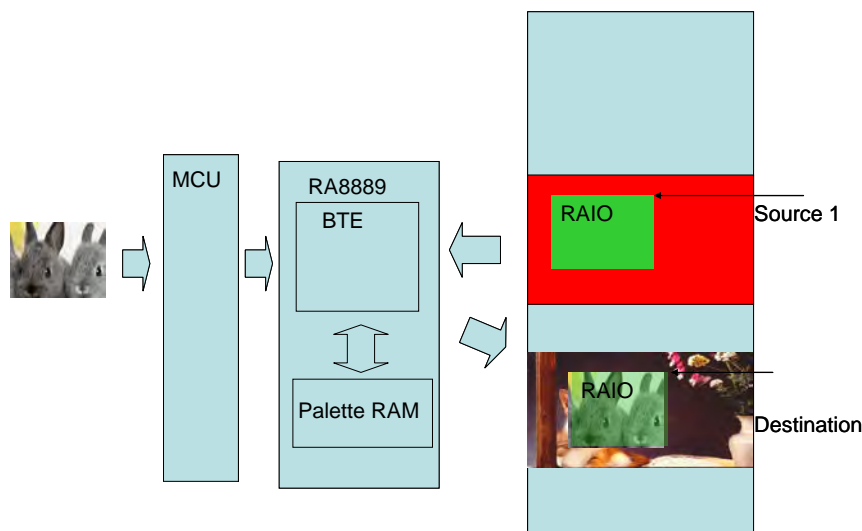 MCU
RA8889
BTE
Palette RAM
RAIO
Source 1
RAIO
Destination